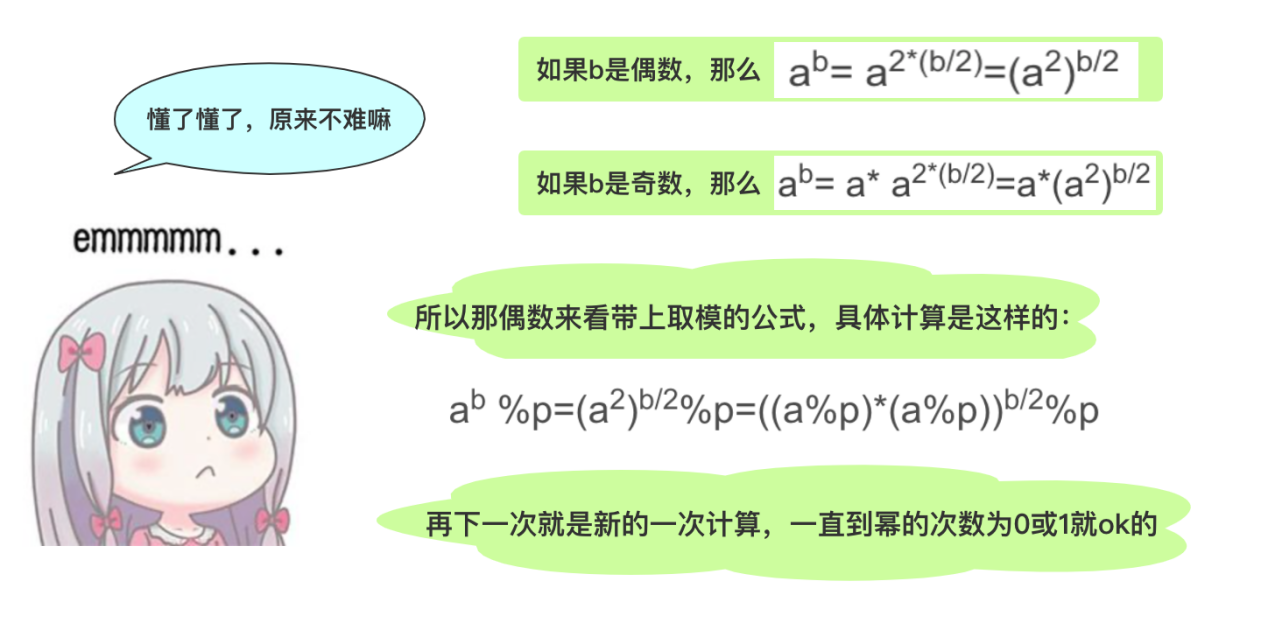 懂了懂了，原来不难嘛
emmmmm...
如果b是偶数，那么 a^b= a^2*(b/2)=(a^2)^b/2
如果b是奇数，那么 a^b= a* a^2*(b/2)=a*(a^2)^b/2
所以那偶数来看带上取模的公式，具体计算是这样的：
a^b %p=(a^2)^b/2%p=((a%p)*(a%p))^b/2%p
再下一次就是新的一次计算，一直到幂的次数为0或1就ok的